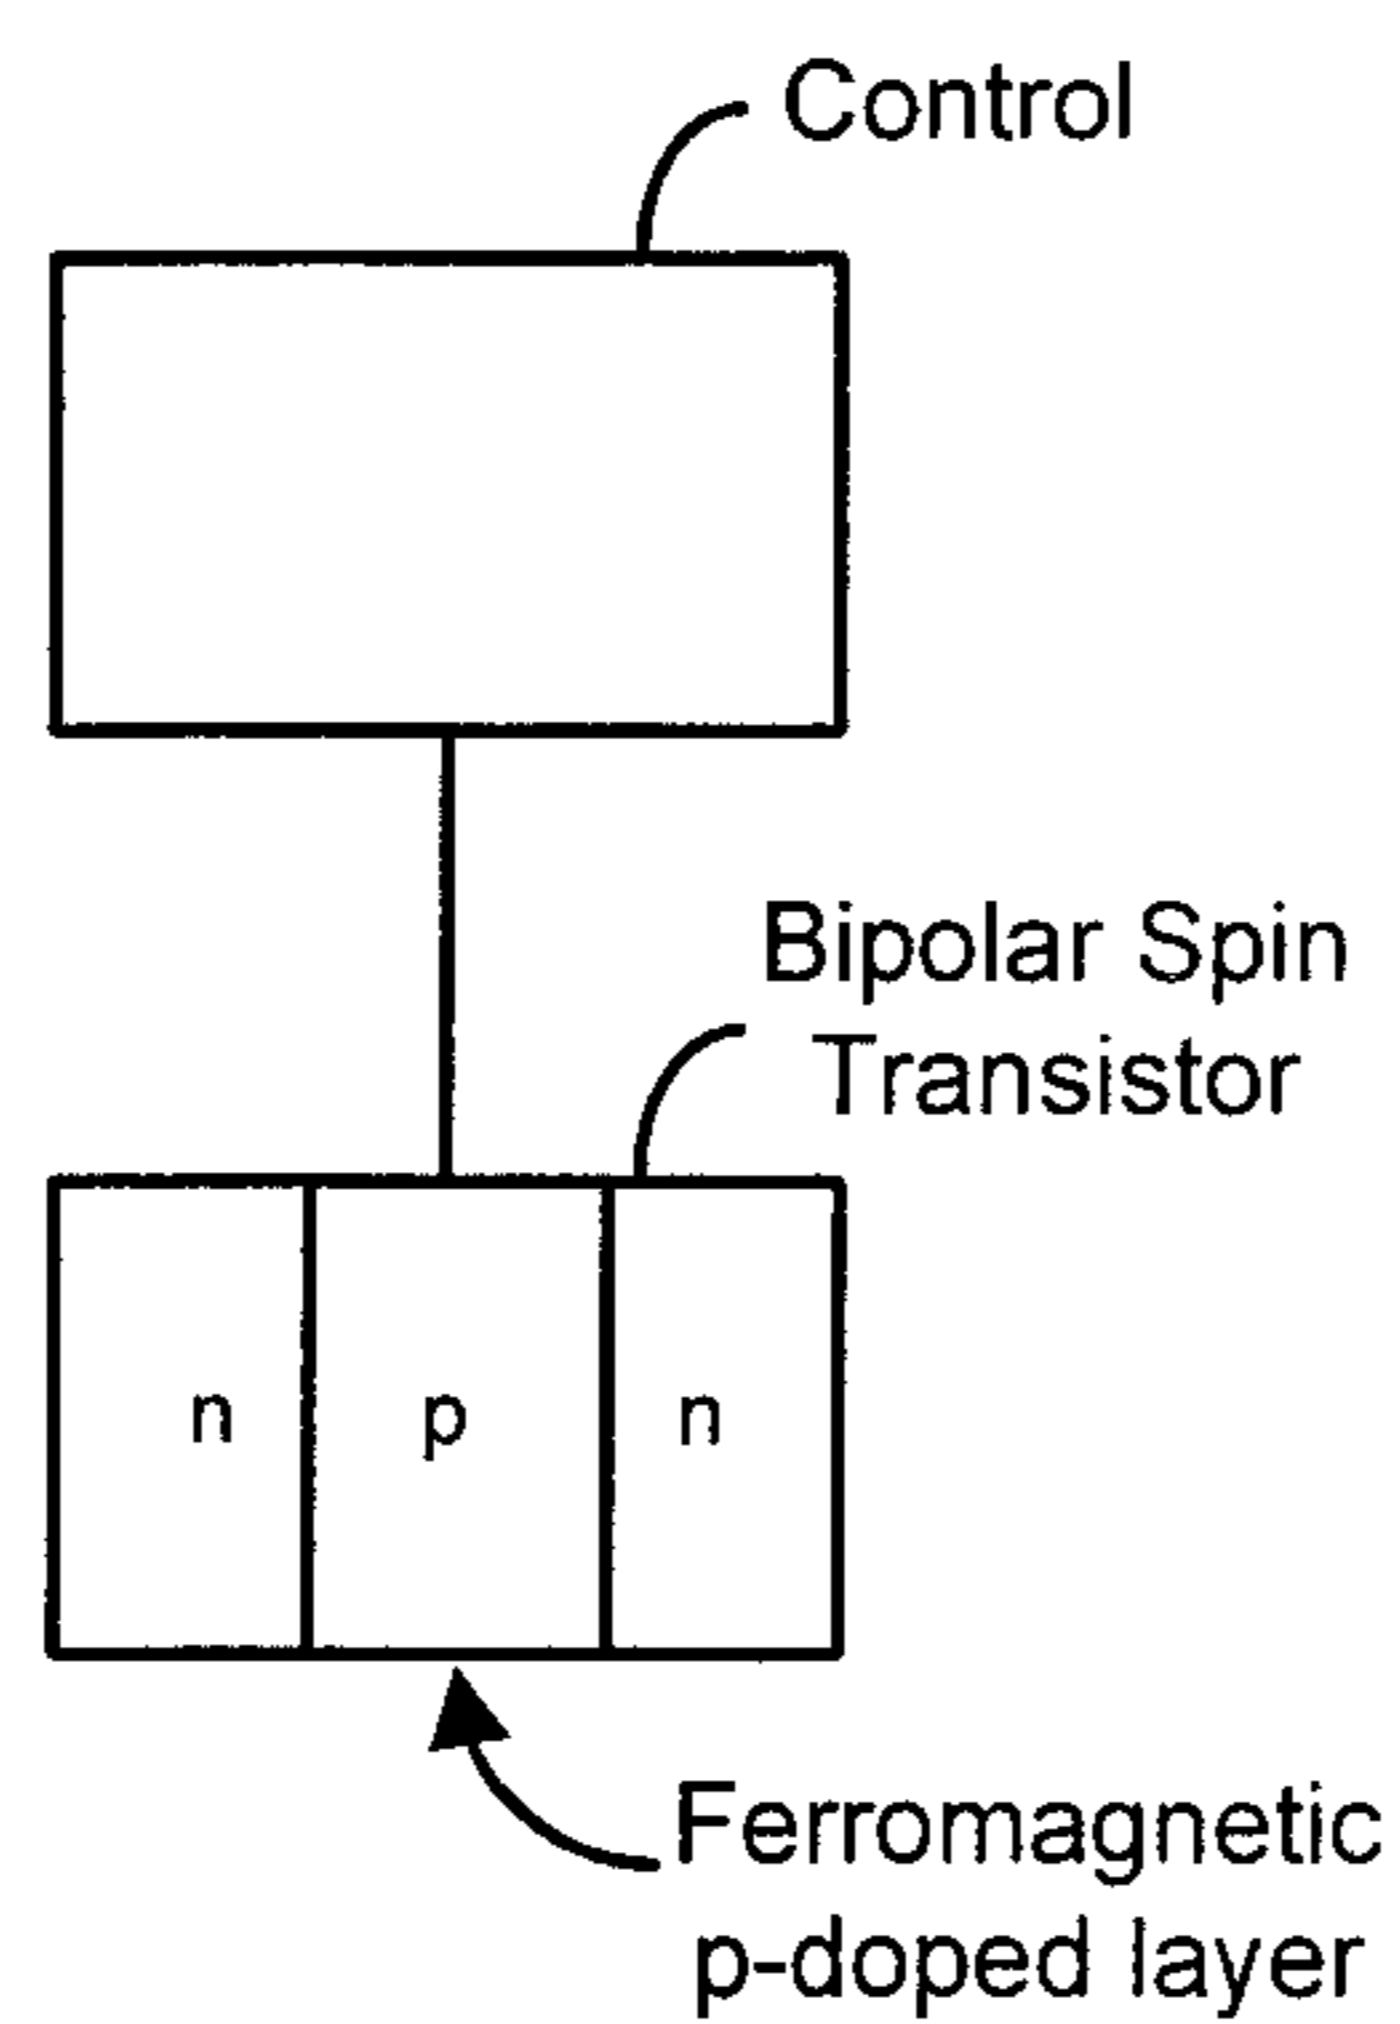 Control
Bipolar Spin
Transistor
n p n
Ferromagnetic
p-doped layer